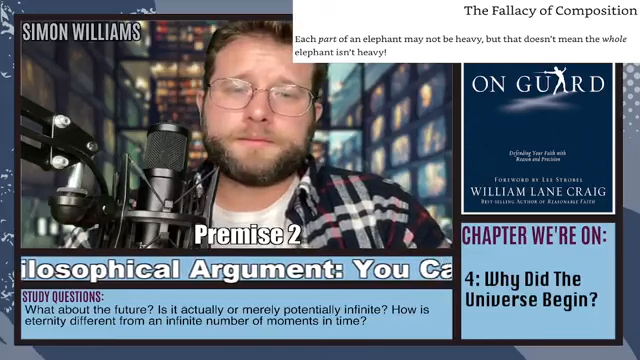 The Fallacy of Composition
Each part of an elephant may not be heavy, but that doesn't mean the whole
elephant isn't heavy!
SIMON WILLIAMS
Premise 2
ilosophical Argument: You Ca
STUDY QUESTIONS:
What about the future? Is it actually or merely potentially infinite? How is
eternity different from an infinite number of moments in time?
ON GUARD
Defending Your Faith with
Reason and Precision
FOREWORD BY LEE STROBEL
WILLIAM LANE CRAIG
BEST-SELLING AUTHOR OF REASONABLE FAITH
CHAPTER WE'RE ON:
4: Why Did The
Universe Begin?